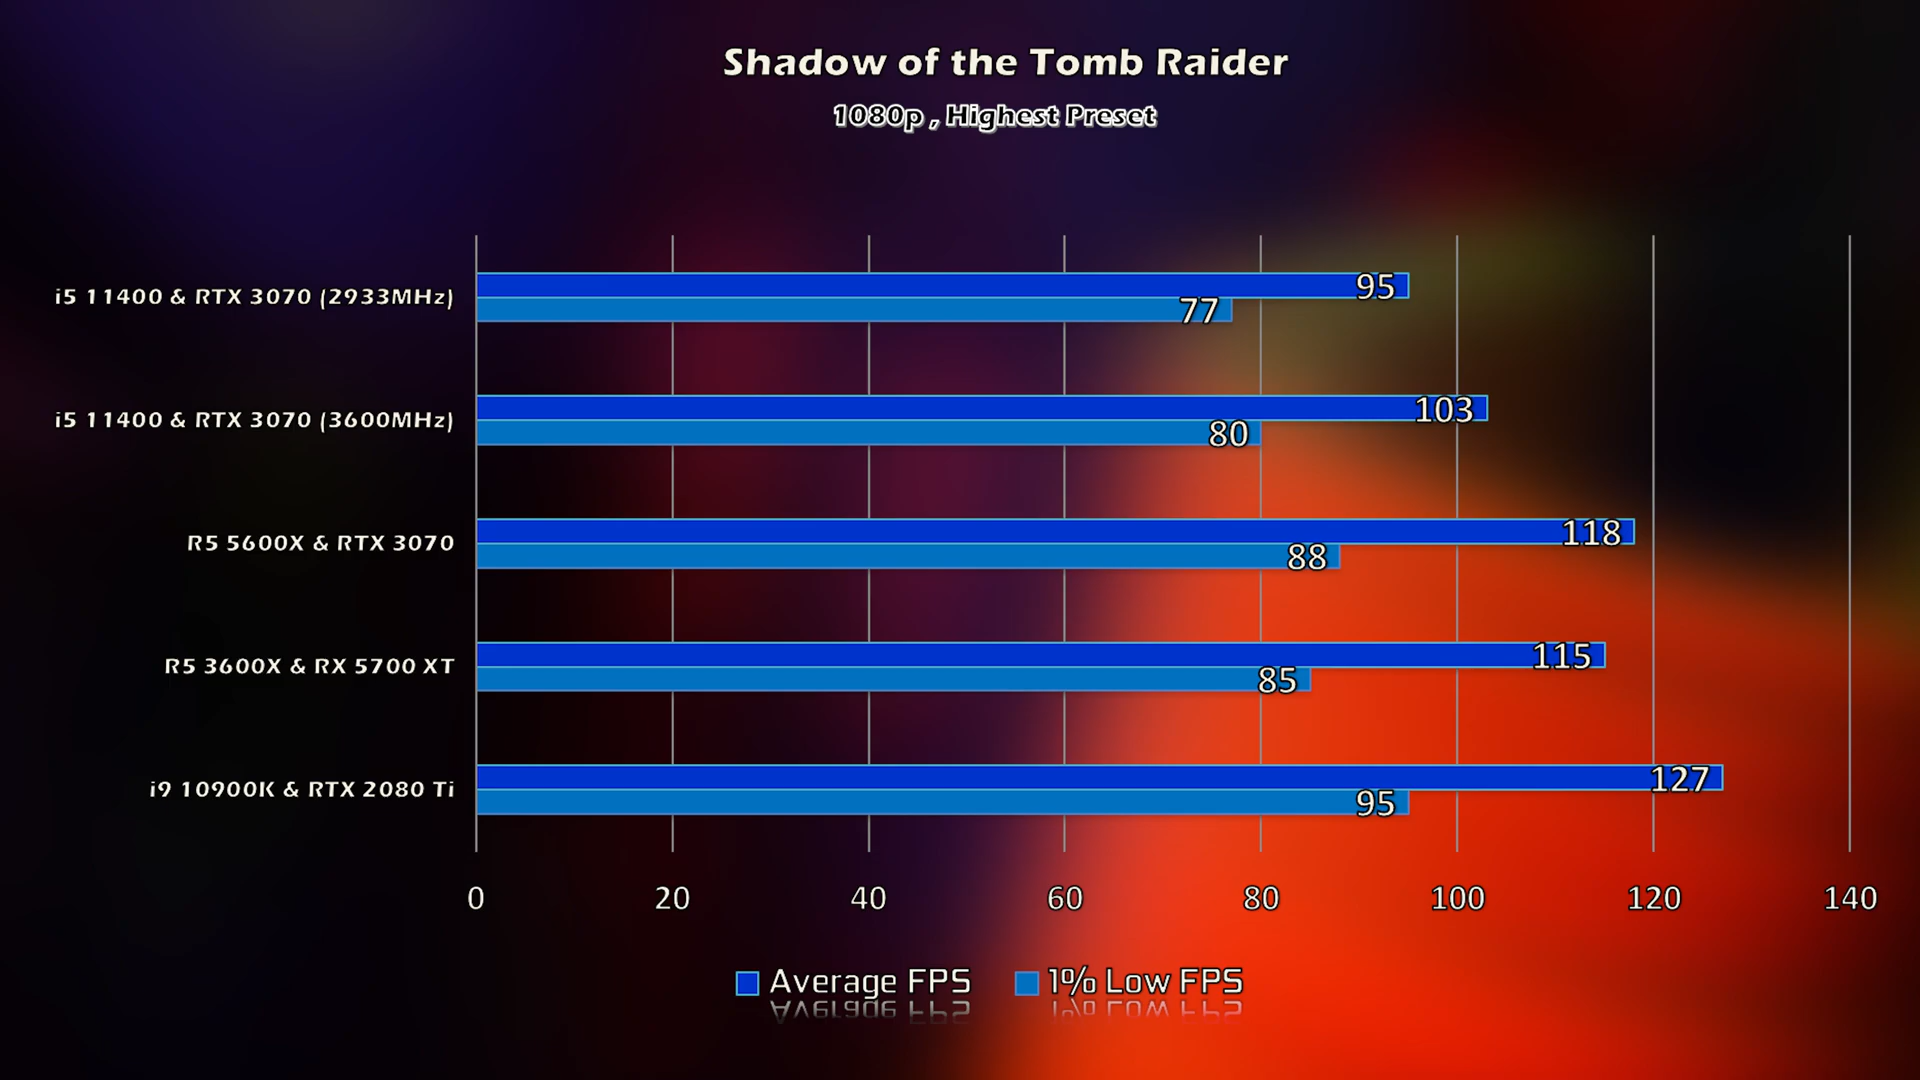 Shadow of the Tomb Raider
1080p , Highest Preset
i5 11400 & RTX 3070 (2933MHz)
95
77
i5 11400 & RTX 3070 (3600MHz)
103
80
R5 5600X & RTX 3070
118
88
R5 3600X & RX 5700 XT
115
85
i9 10900K & RTX 2080 Ti
127
95
0 20 40 60 80 100 120 140
Average FPS 1% Low FPS